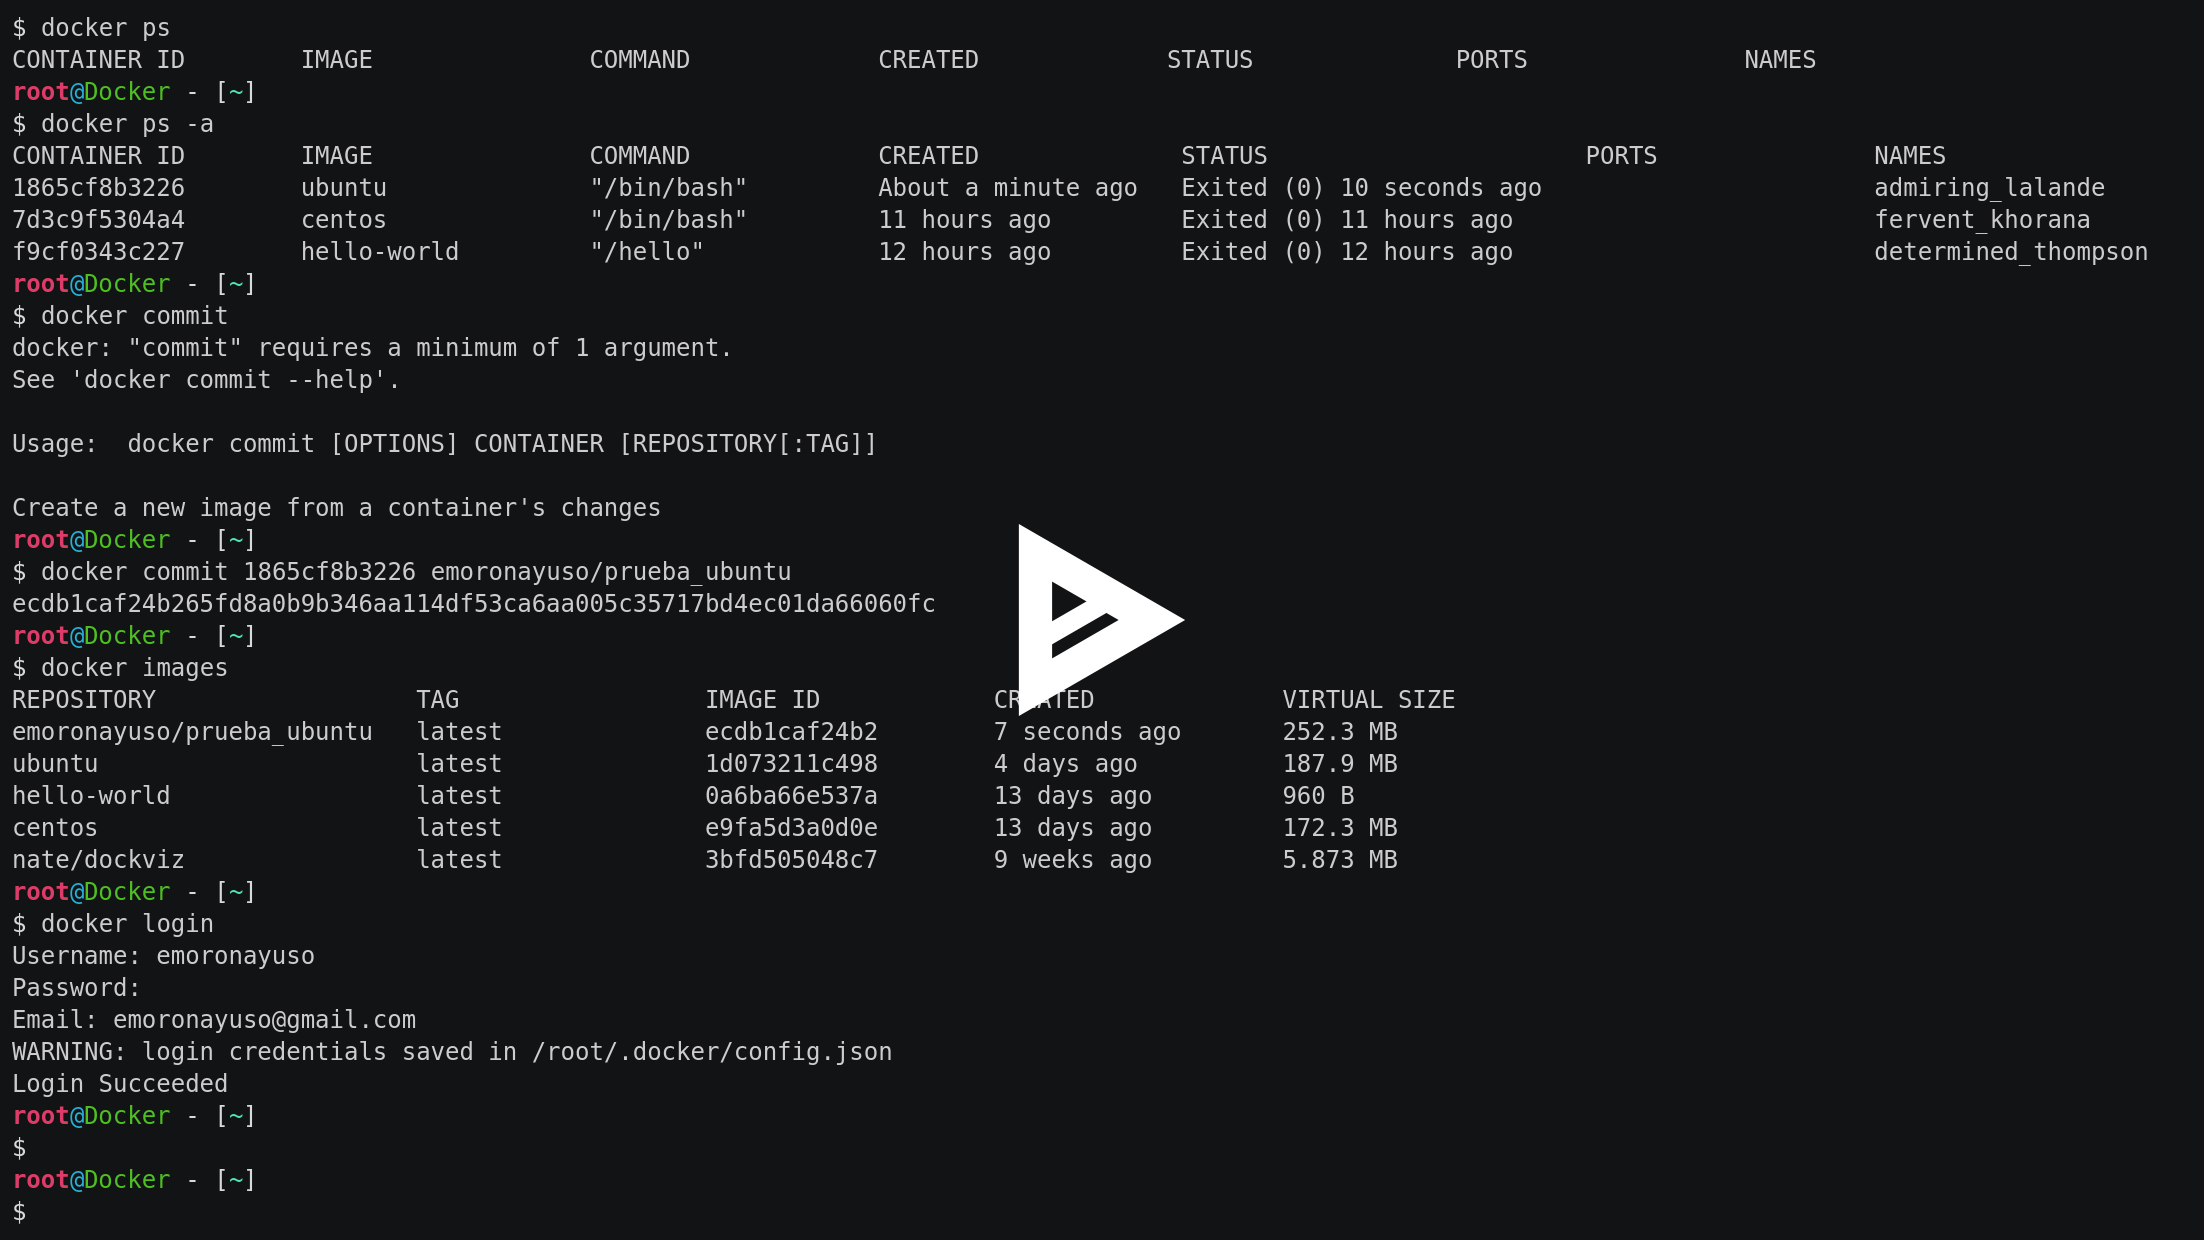 $ docker ps
CONTAINER ID        IMAGE               COMMAND             CREATED             STATUS              PORTS               NAMES
root@Docker - [~]
$ docker ps -a
CONTAINER ID        IMAGE               COMMAND             CREATED              STATUS                      PORTS               NAMES
1865cf8b3226        ubuntu              "/bin/bash"         About a minute ago   Exited (0) 10 seconds ago                       admiring_lalande
7d3c9f5304a4        centos              "/bin/bash"         11 hours ago         Exited (0) 11 hours ago                         fervent_khorana
f9cf0343c227        hello-world         "/hello"            12 hours ago         Exited (0) 12 hours ago                         determined_thompson
root@Docker - [~]
$ docker commit
docker: "commit" requires a minimum of 1 argument.
See 'docker commit --help'.

Usage:  docker commit [OPTIONS] CONTAINER [REPOSITORY[:TAG]]

Create a new image from a container's changes
root@Docker - [~]
$ docker commit 1865cf8b3226 emoronayuso/prueba_ubuntu
ecdb1caf24b265fd8a0b9b346aa114df53ca6aa005c35717bd4ec01da66060fc
root@Docker - [~]
$ docker images
REPOSITORY                  TAG                 IMAGE ID            CREATED             VIRTUAL SIZE
emoronayuso/prueba_ubuntu   latest              ecdb1caf24b2        7 seconds ago       252.3 MB
ubuntu                      latest              1d073211c498        4 days ago          187.9 MB
hello-world                 latest              0a6ba66e537a        13 days ago         960 B
centos                      latest              e9fa5d3a0d0e        13 days ago         172.3 MB
nate/dockviz                latest              3bfd505048c7        9 weeks ago         5.873 MB
root@Docker - [~]
$ docker login
Username: emoronayuso
Password:
Email: emoronayuso@gmail.com
WARNING: login credentials saved in /root/.docker/config.json
Login Succeeded
root@Docker - [~]
$
root@Docker - [~]
$